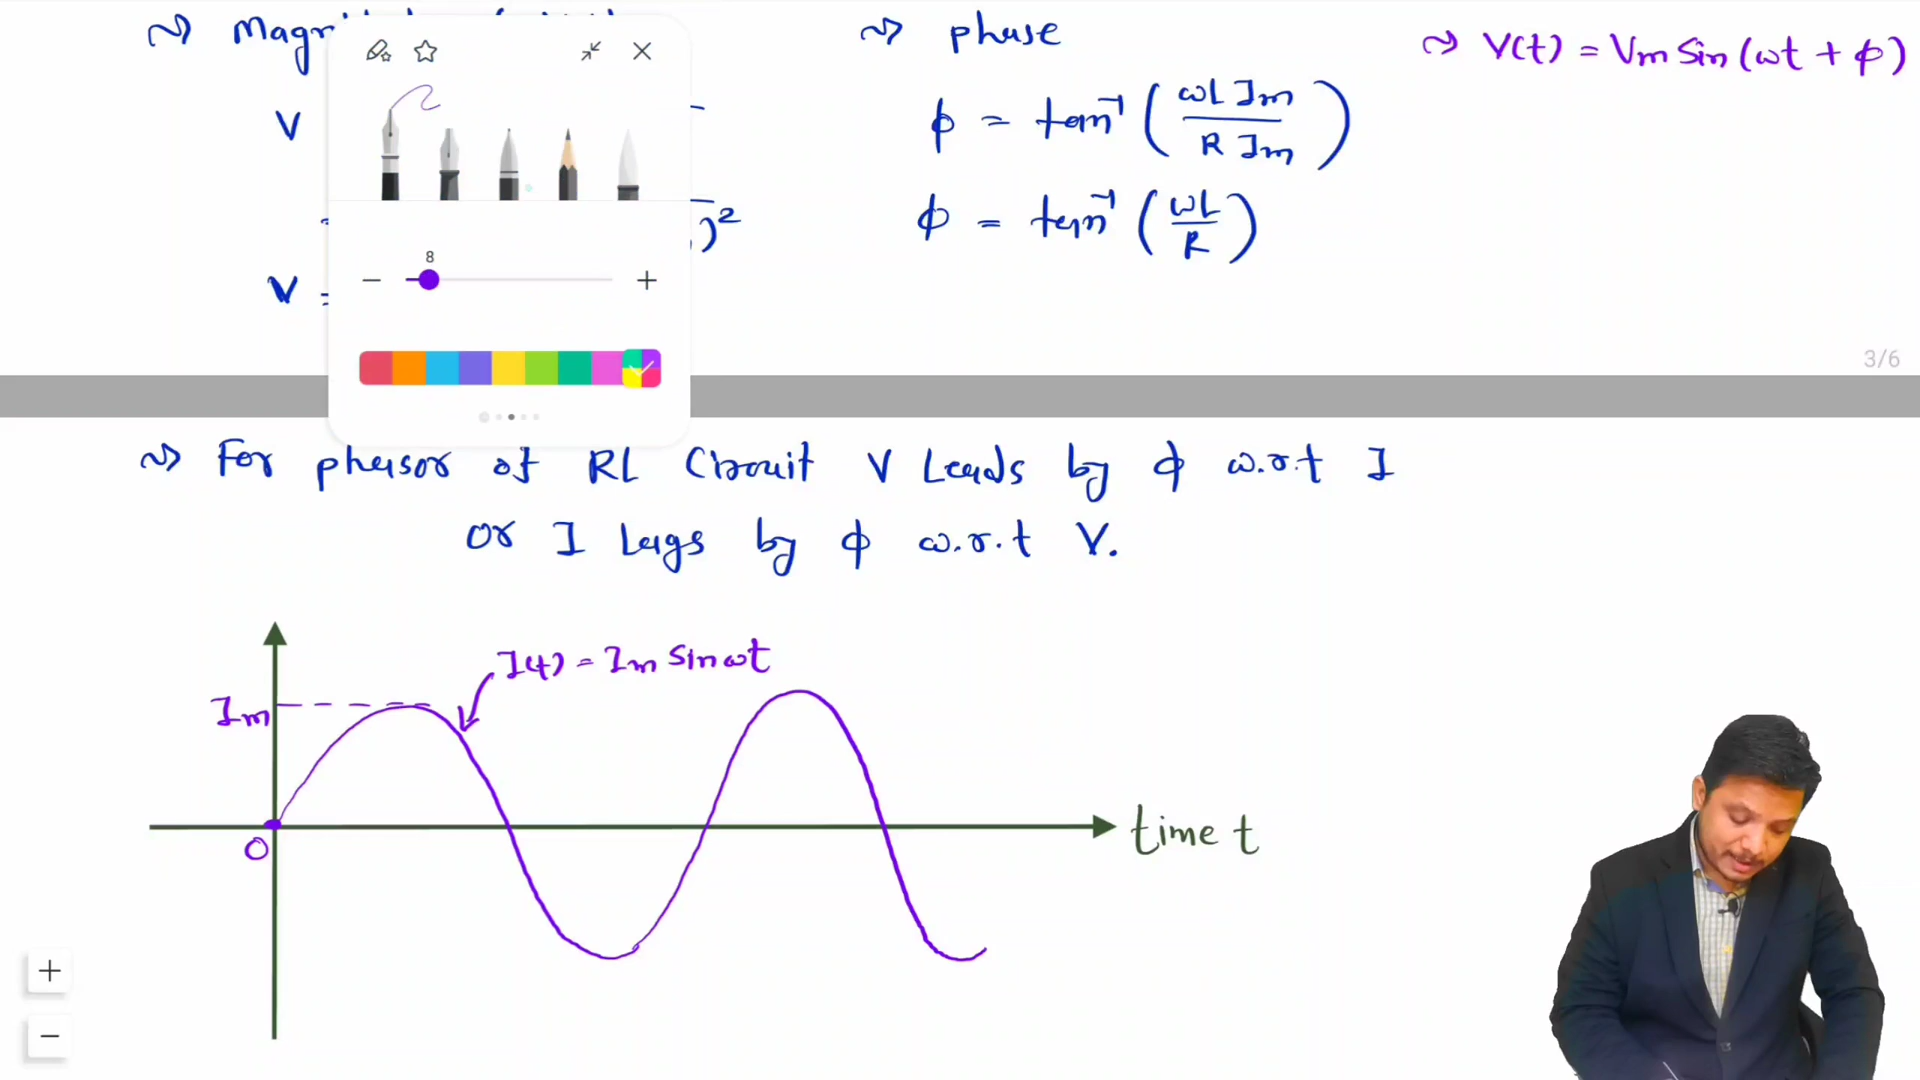 ~> Magn
~> phase
~> V(t) = Vm Sin (ωt + ϕ)
V
ϕ = tan⁻¹ (ωL Im / R Im)
)²
ϕ = tan⁻¹ (ωL / R)
8
V =
3/6
~> For phasor of RL Circuit V Leads by ϕ w.r.t I
or I Lags by ϕ w.r.t V.
I(t) = Im Sin ωt
Im
0
time t